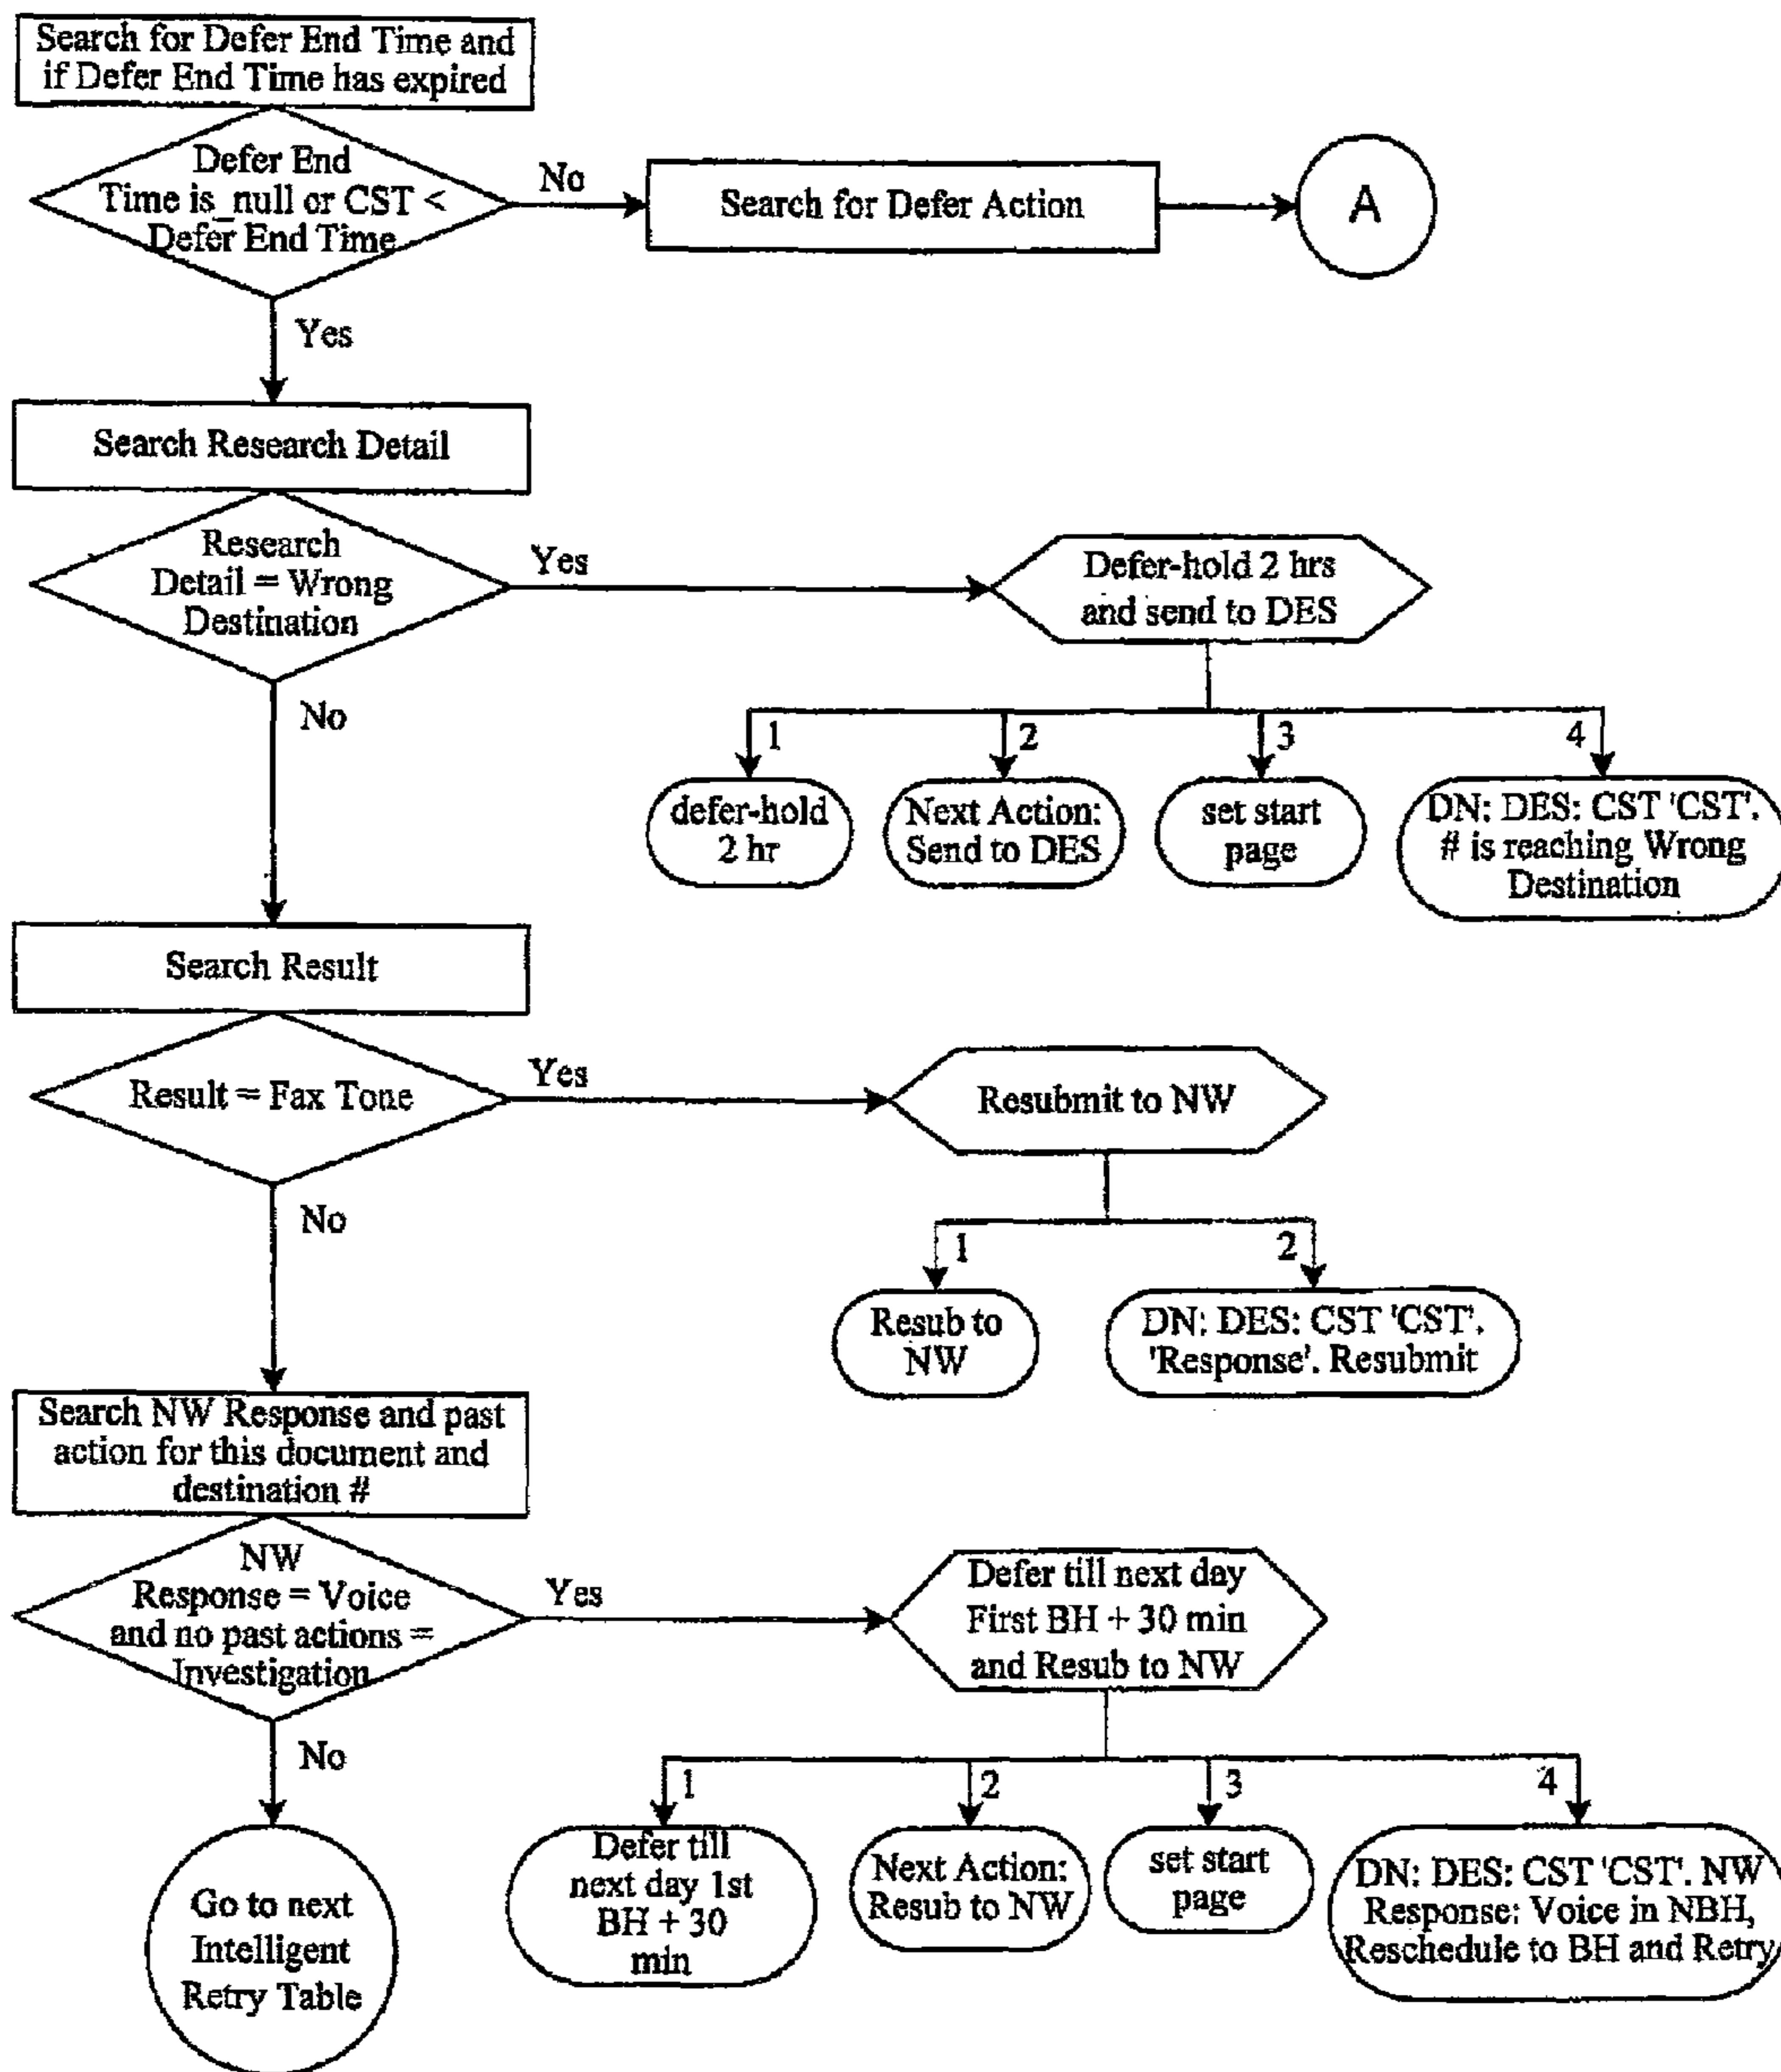 Search for Defer End Time and
if Defer End Time has expired
Defer End
Time is_null or CST <
Defer End Time
No
Search for Defer Action
A
Yes
Search Research Detail
Research
Detail = Wrong
Destination
Yes
Defer-hold 2 hrs
and send to DES
No
1
2
3
4
defer-hold
2 hr
Next Action:
Send to DES
set start
page
DN: DES: CST 'CST'.
# is reaching Wrong
Destination
Search Result
Result = Fax Tone
Yes
Resubmit to NW
No
1
2
Resub to
NW
DN: DES: CST 'CST'.
'Response'. Resubmit
Search NW Response and past
action for this document and
destination #
NW
Response = Voice
and no past actions =
Investigation
Yes
Defer till next day
First BH + 30 min
and Resub to NW
No
1
2
3
4
Defer till
next day 1st
BH + 30
min
Next Action:
Resub to NW
set start
page
DN: DES: CST 'CST'. NW
Response: Voice in NBH,
Reschedule to BH and Retry
Go to next
Intelligent
Retry Table